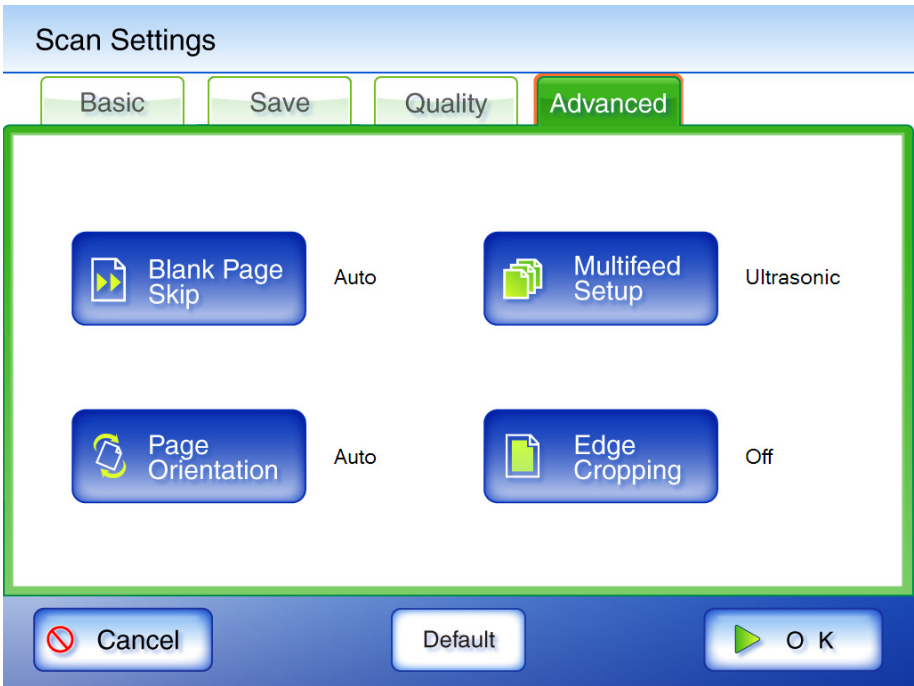 Scan Settings
Basic Save Quality Advanced
Blank Page
Skip
Auto
Multifeed
Setup
Ultrasonic
Page
Orientation
Auto
Edge
Cropping
Off
Cancel
Default
O K